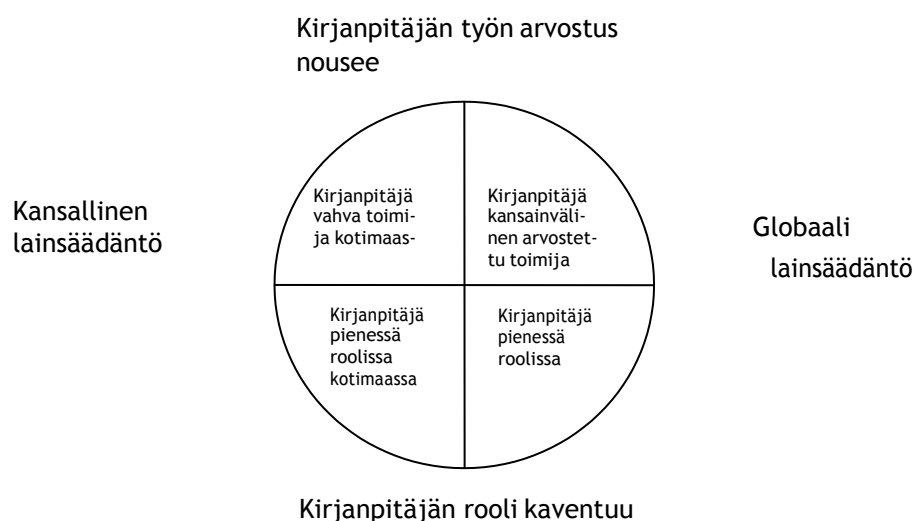 Kirjanpitäjän työn arvostus
nousee
Kansallinen
lainsäädäntö
Kirjanpitäjä
vahva toimi-
ja kotimaas-
Kirjanpitäjä
kansainväli-
nen arvostet-
tu toimija
Globaali
lainsäädäntö
Kirjanpitäjä
pienessä
roolissa
kotimaassa
Kirjanpitäjä
pienessä
roolissa
Kirjanpitäjän rooli kaventuu